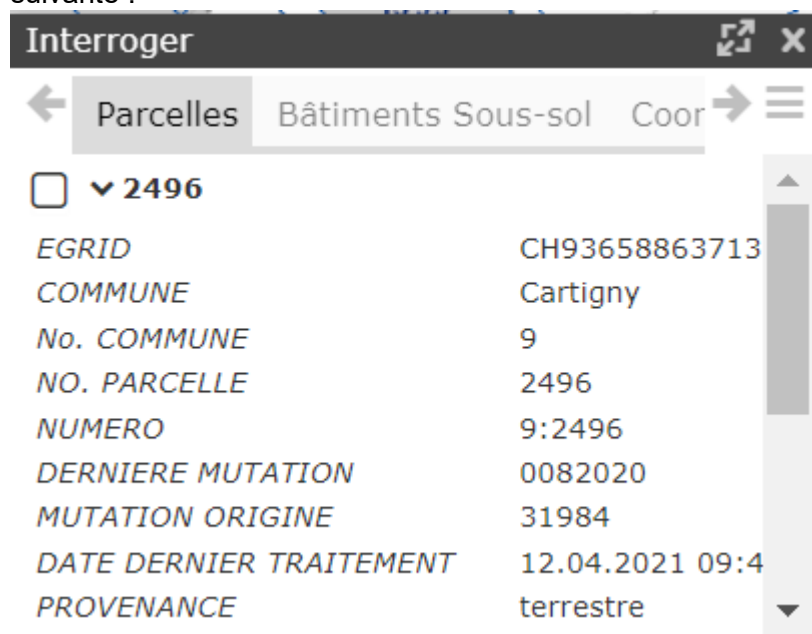 suivante :
Interroger
Parcelles Bâtiments Sous-sol Coor
2496
EGRID CH93658863713
COMMUNE Cartigny
No. COMMUNE 9
NO. PARCELLE 2496
NUMERO 9:2496
DERNIERE MUTATION 0082020
MUTATION ORIGINE 31984
DATE DERNIER TRAITEMENT 12.04.2021 09:4
PROVENANCE terrestre